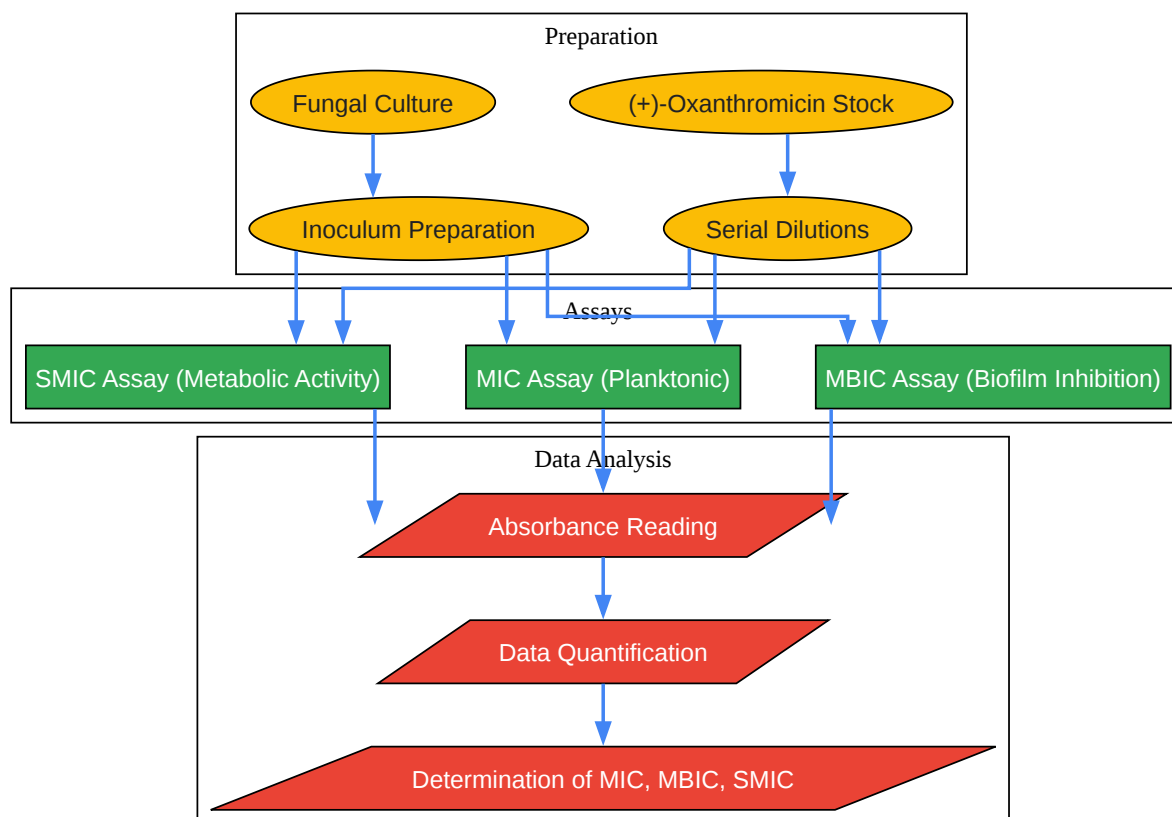 Preparation
Fungal Culture
(+)-Oxanthromicin Stock
Inoculum Preparation
Serial Dilutions
Assays
SMIC Assay (Metabolic Activity)
MIC Assay (Planktonic)
MBIC Assay (Biofilm Inhibition)
Data Analysis
Absorbance Reading
Data Quantification
Determination of MIC, MBIC, SMIC